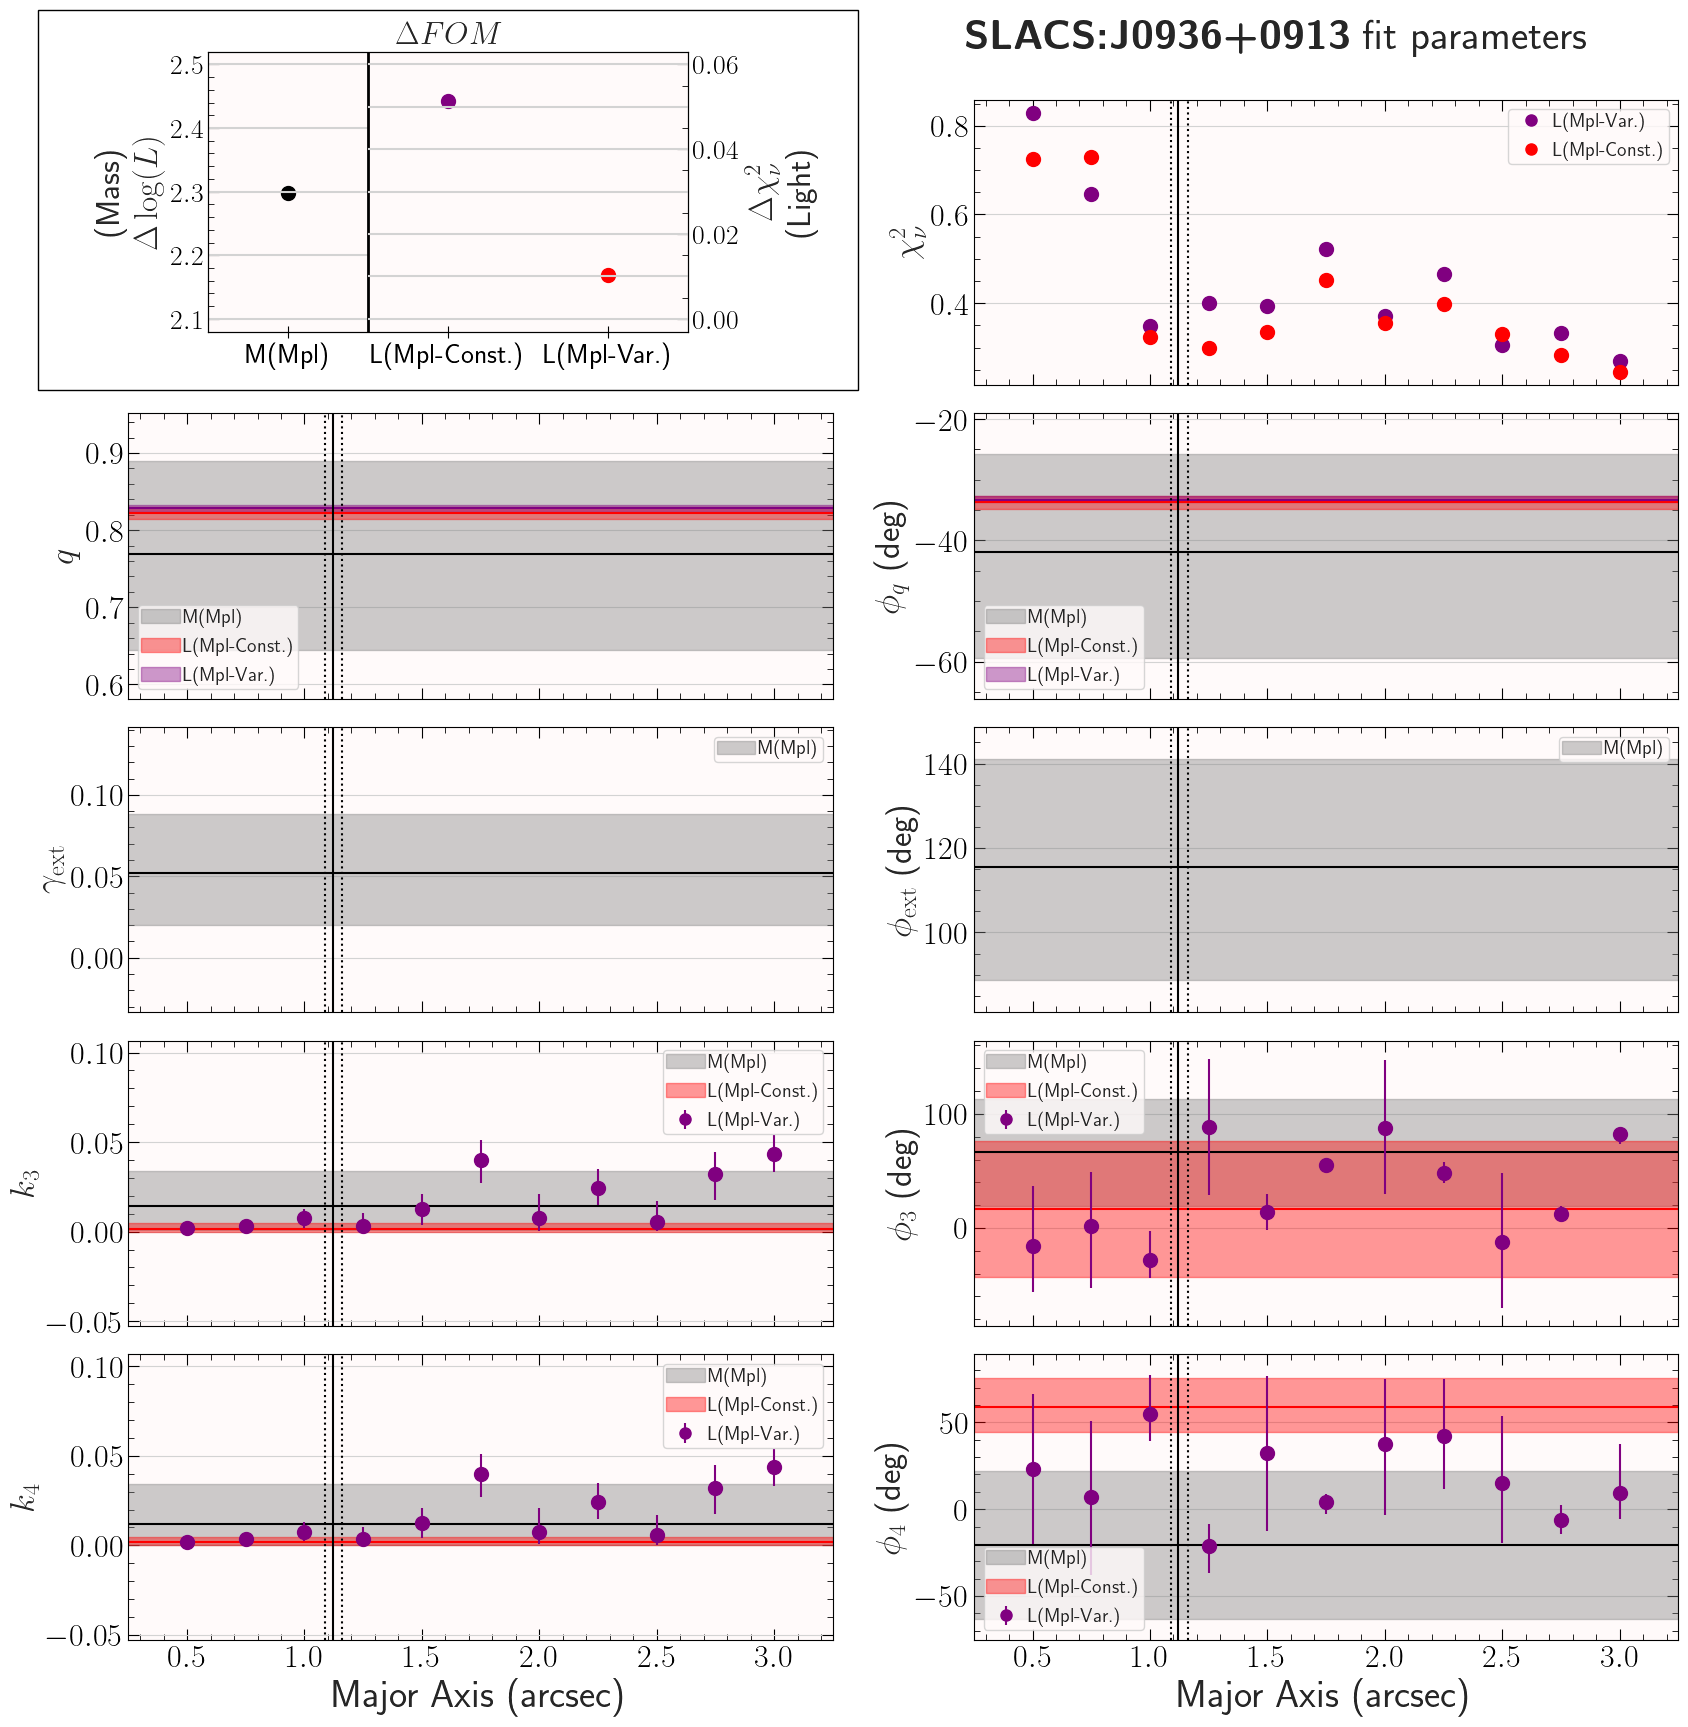 ΔFOM
SLACS:J0936+0913 fit parameters
(Mass)
Δ log(L)
2.5
2.4
2.3
2.2
2.1
0.06
0.04
0.02
0.00
Δχ²ᵥ
(Light)
M(Mpl)
L(Mpl-Const.)
L(Mpl-Var.)
χ²ᵥ
0.8
0.6
0.4
L(Mpl-Var.)
L(Mpl-Const.)
q
0.9
0.8
0.7
0.6
M(Mpl)
L(Mpl-Const.)
L(Mpl-Var.)
ϕ_q (deg)
−20
−40
−60
M(Mpl)
L(Mpl-Const.)
L(Mpl-Var.)
γ_ext
0.10
0.05
0.00
M(Mpl)
ϕ_ext (deg)
140
120
100
M(Mpl)
k₃
0.10
0.05
0.00
−0.05
M(Mpl)
L(Mpl-Const.)
L(Mpl-Var.)
ϕ₃ (deg)
100
0
M(Mpl)
L(Mpl-Const.)
L(Mpl-Var.)
k₄
0.10
0.05
0.00
−0.05
M(Mpl)
L(Mpl-Const.)
L(Mpl-Var.)
0.5 1.0 1.5 2.0 2.5 3.0
Major Axis (arcsec)
ϕ₄ (deg)
50
0
−50
M(Mpl)
L(Mpl-Const.)
L(Mpl-Var.)
0.5 1.0 1.5 2.0 2.5 3.0
Major Axis (arcsec)